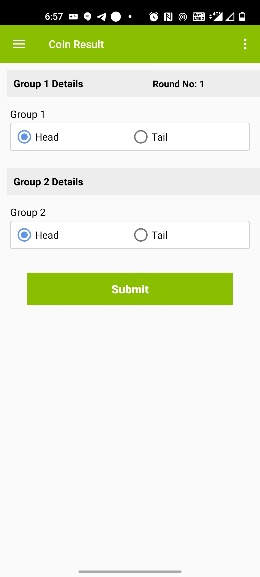 6:57
Coin Result
Group 1 Details Round No: 1
Group 1
Head Tail
Group 2 Details
Group 2
Head Tail
Submit